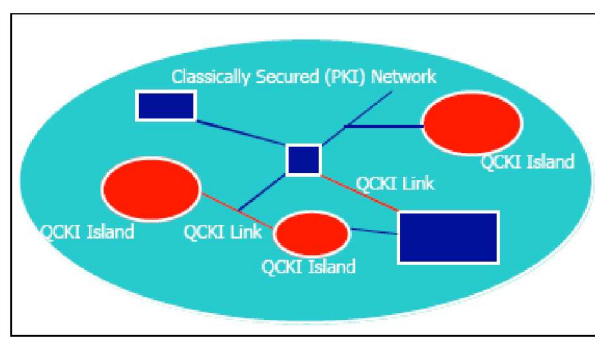 Classically Secured (PKI) Network
QCKI Island
QCKI Link
QCKI Island
QCKI Link
QCKI Island